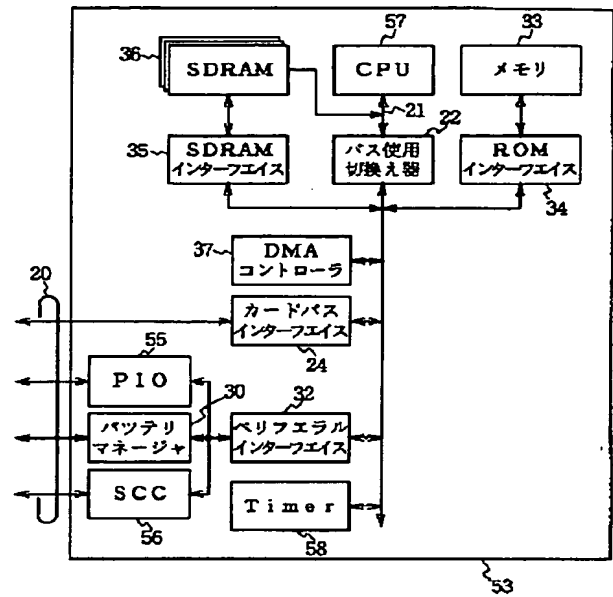 36
SDRAM
57
CPU
33
メモリ
21
22
35
SDRAM
インターフエイス
バス使用
切換え器
ROM
インターフエイス
34
37
DMA
コントローラ
20
カードバス
インターフエイス
24
55
PIO
30
バッテリ
マネージャ
32
ペリフエラル
インターフエイス
SCC
56
Timer
58
53